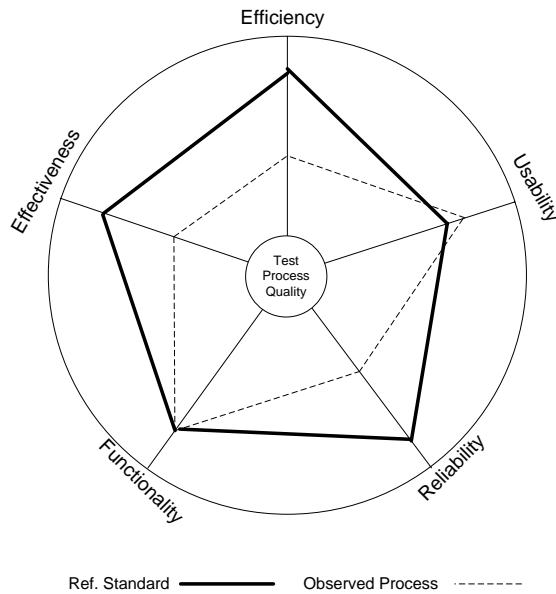 Efficiency
Effectiveness
Usability
Test
Process
Quality
Functionality
Reliability
Ref. Standard
Observed Process